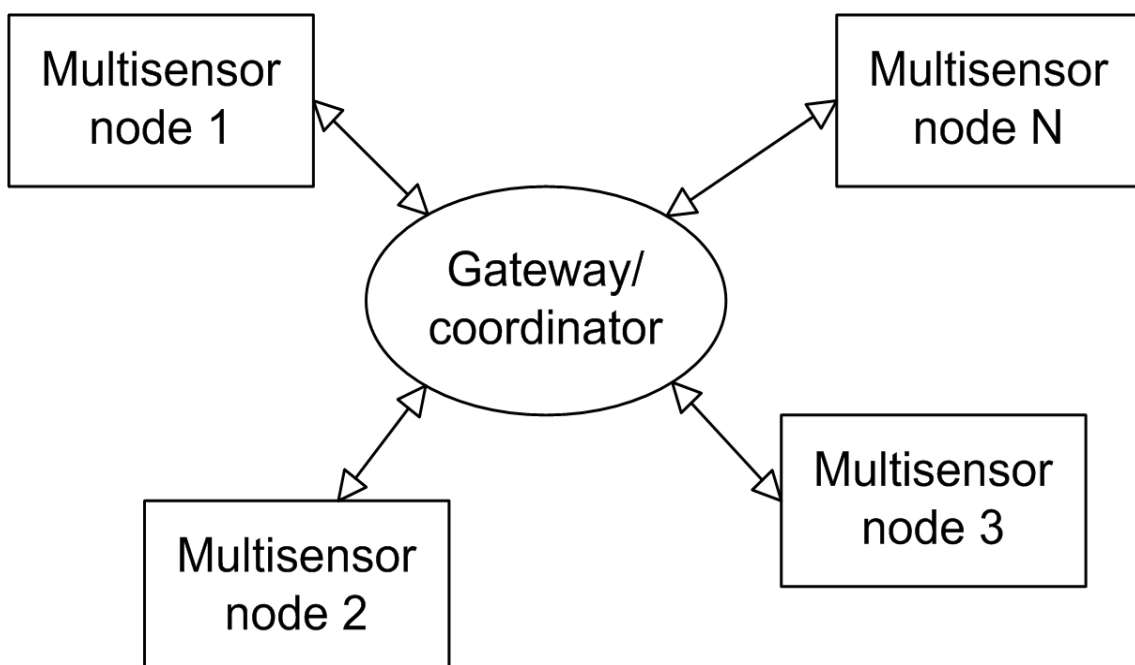 Multisensor
node 1
Multisensor
node N
Gateway/
coordinator
Multisensor
node 2
Multisensor
node 3